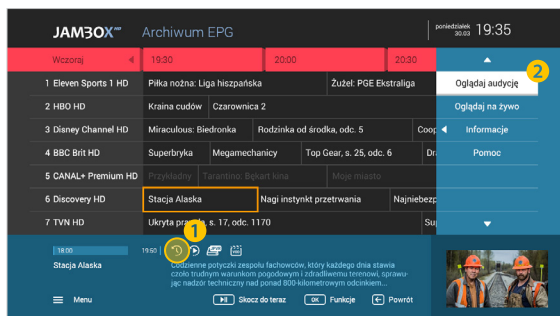 JAMBOX Archiwum EPG poniedziałek 30.03 19:35
Wczoraj 19:30 20:00 20:30
1 Eleven Sports 1 HD Piłka nożna: Liga hiszpańska Żużel: PGE Ekstraliga Oglądaj audycję 2
2 HBO HD Kraina cudów Czarownica 2 Oglądaj na żywo
3 Disney Channel HD Miraculous: Biedronka Rodzinka od środka, odc. 5 Coop Informacje
4 BBC Brit HD Superbryka Megamechanicy Top Gear, s. 25, odc. 6 Dr Pomoc
5 CANAL+ Premium HD Przykładny Tarantino: Bękart kina Moje miasto
6 Discovery HD Stacja Alaska Nagi instynkt przetrwania Najniebezp
7 TVN HD Ukryta prawda, s. 17, odc. 1170 Su
1
18:00 19:50
Stacja Alaska Codzienne potyczki zespołu fachowców, który każdego dnia stawia
czoło trudnym warunkom pogodowym i zdradliwemu terenowi, sprawu-
jąc nadzór techniczny nad ponad 800-kilometrowym odcinkiem...
Menu Skocz do teraz OK Funkcje Powrót